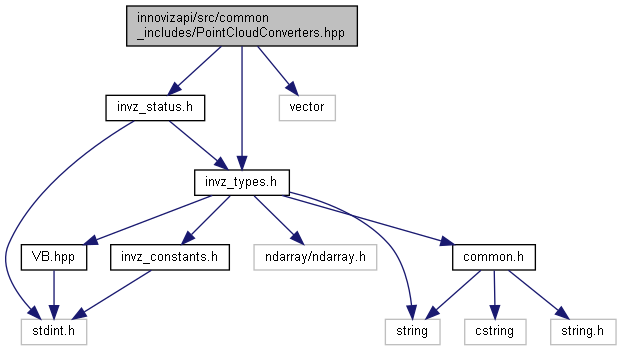 innovizapi/src/common
_includes/PointCloudConverters.hpp
invz_status.h
vector
invz_types.h
VB.hpp
invz_constants.h
ndarray/ndarray.h
common.h
stdint.h
string
cstring
string.h